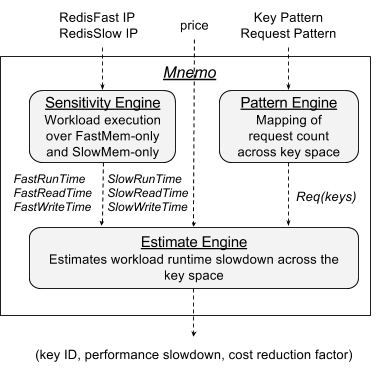 RedisFast IP
RedisSlow IP
price
Key Pattern
Request Pattern
Mnemo
Sensitivity Engine
Workload execution
over FastMem-only
and SlowMem-only
Pattern Engine
Mapping of
request count
across key space
FastRunTime
FastReadTime
FastWriteTime
SlowRunTime
SlowReadTime
SlowWriteTime
Req(keys)
Estimate Engine
Estimates workload runtime slowdown across the
key space
(key ID, performance slowdown, cost reduction factor)